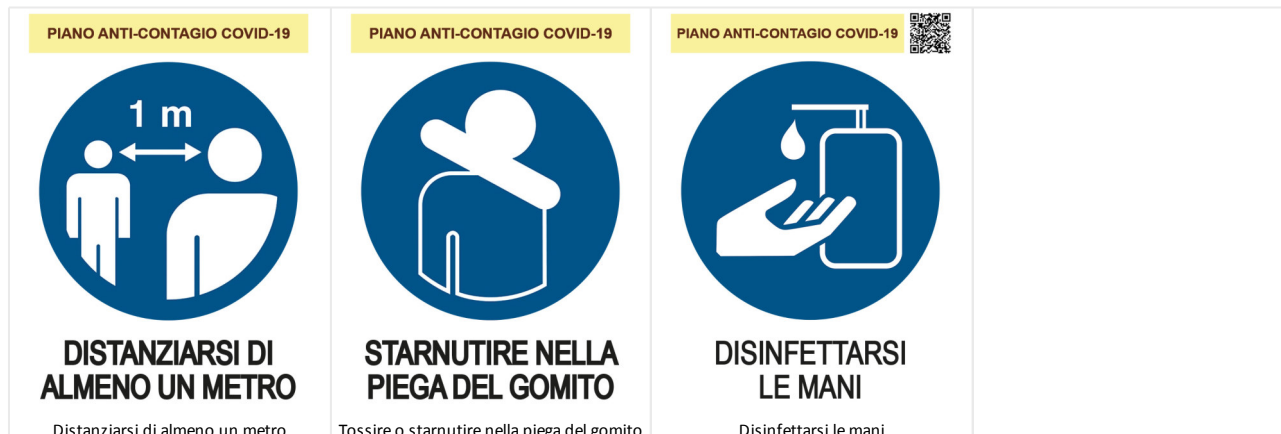 PIANO ANTI-CONTAGIO COVID-19
1 m
DISTANZIARSI DI
ALMENO UN METRO
Distanziarsi di almeno un metro
PIANO ANTI-CONTAGIO COVID-19
STARNUTIRE NELLA
PIEGA DEL GOMITO
Tossire o starnutire nella piega del gomito
PIANO ANTI-CONTAGIO COVID-19
DISINFETTARSI
LE MANI
Disinfettarsi le mani